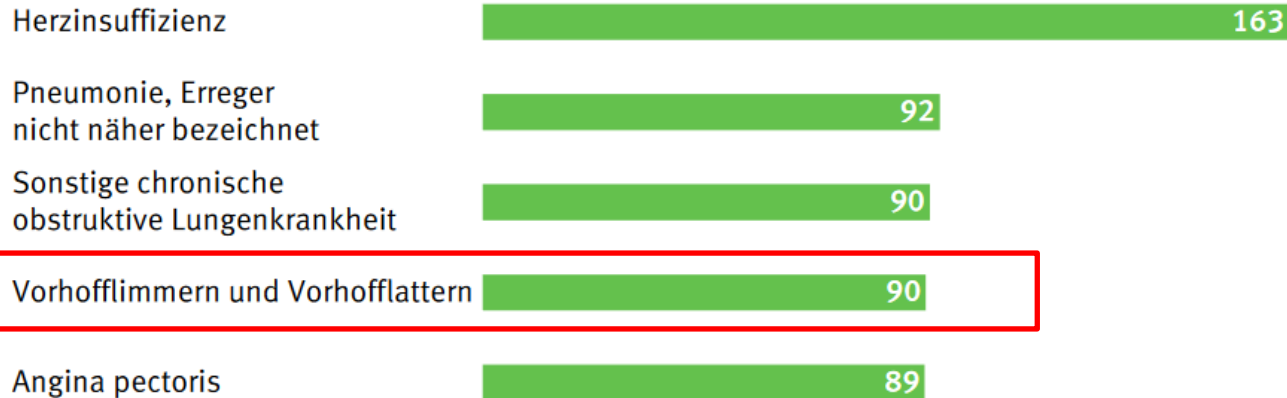 Herzinsuffizienz 163
Pneumonie, Erreger
nicht näher bezeichnet 92
Sonstige chronische
obstruktive Lungenkrankheit 90
Vorhofflimmern und Vorhofflattern 90
Angina pectoris 89